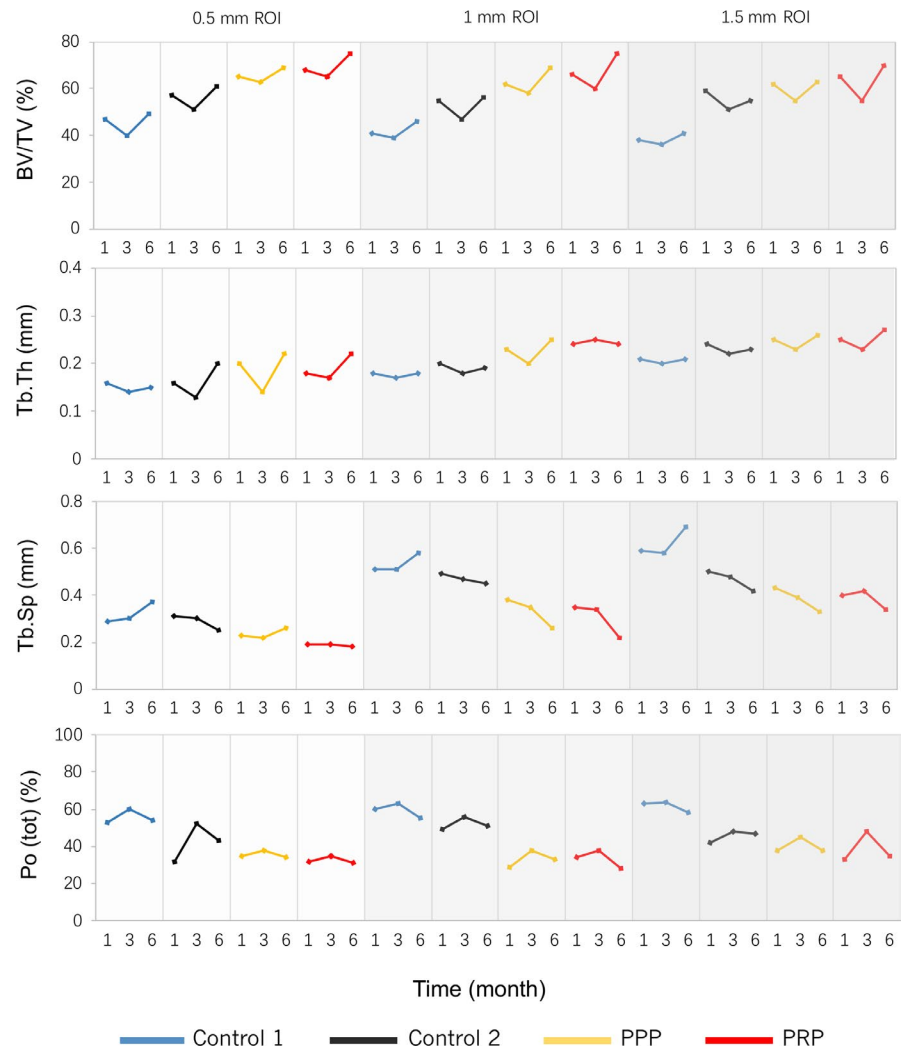 0.5 mm ROI 1 mm ROI 1.5 mm ROI
BV/TV (%)
80
60
40
20
0
1 3 6 1 3 6 1 3 6 1 3 6 1 3 6 1 3 6 1 3 6 1 3 6 1 3 6 1 3 6 1 3 6 1 3 6
Tb.Th (mm)
0.4
0.3
0.2
0.1
0
1 3 6 1 3 6 1 3 6 1 3 6 1 3 6 1 3 6 1 3 6 1 3 6 1 3 6 1 3 6 1 3 6 1 3 6
Tb.Sp (mm)
0.8
0.6
0.4
0.2
0
1 3 6 1 3 6 1 3 6 1 3 6 1 3 6 1 3 6 1 3 6 1 3 6 1 3 6 1 3 6 1 3 6 1 3 6
Po (tot) (%)
100
80
60
40
20
0
1 3 6 1 3 6 1 3 6 1 3 6 1 3 6 1 3 6 1 3 6 1 3 6 1 3 6 1 3 6 1 3 6 1 3 6
Time (month)
Control 1 Control 2 PPP PRP